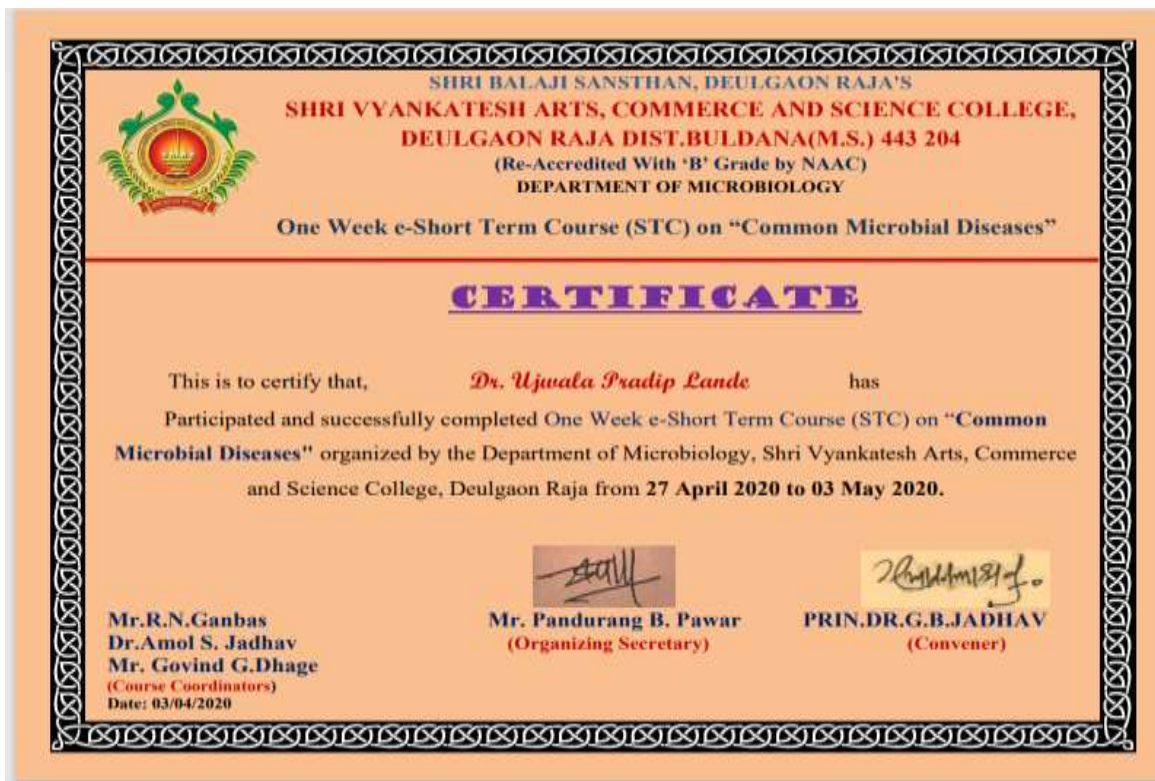 SHRI BALAJI SANSTHAN, DEULGAON RAJA'S
SHRI VYANKATESH ARTS, COMMERCE AND SCIENCE COLLEGE,
DEULGAON RAJA DIST.BULDANA(M.S.) 443 204
(Re-Accredited With ‘B’ Grade by NAAC)
DEPARTMENT OF MICROBIOLOGY
One Week e-Short Term Course (STC) on “Common Microbial Diseases”
CERTIFICATE
This is to certify that, Dr. Ujwala Pradip Lande has
Participated and successfully completed One Week e-Short Term Course (STC) on “Common
Microbial Diseases" organized by the Department of Microbiology, Shri Vyankatesh Arts, Commerce
and Science College, Deulgaon Raja from 27 April 2020 to 03 May 2020.
Mr.R.N.Ganbas
Dr.Amol S. Jadhav
Mr. Govind G.Dhage
(Course Coordinators)
Date: 03/04/2020
Mr. Pandurang B. Pawar
(Organizing Secretary)
PRIN.DR.G.B.JADHAV
(Convener)